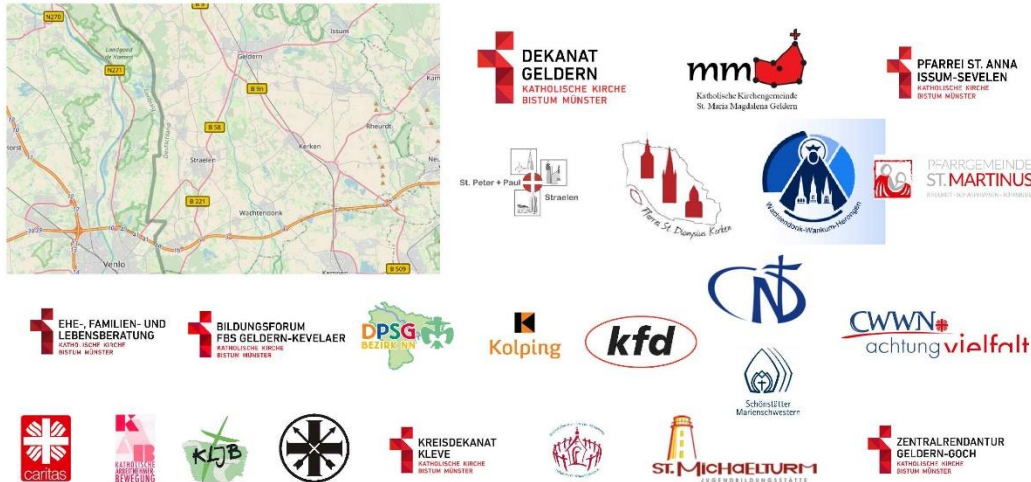 N270
Issum
Geldern
N271
B 58
Straelen
Kerken
Rheurdt
B 221
Wachtendonk
Venlo
B 509
DEKANAT
GELDERN
KATHOLISCHE KIRCHE
BISTUM MÜNSTER
mm
Katholische Kirchengemeinde
St. Maria Magdalena Geldern
PFARREI ST. ANNA
ISSUM-SEVELEN
KATHOLISCHE KIRCHE
BISTUM MÜNSTER
St. Peter + Paul
Straelen
Pfarrei St. Dionysius Kerken
Wachtendonk-Wankum-Herongen
PFARRGEMEINDE
ST.MARTINUS
EHE-, FAMILIEN- UND
LEBENSBERATUNG
KATHOLISCHE KIRCHE
BISTUM MÜNSTER
BILDUNGSFORUM
FBS GELDERN-KEVELAER
KATHOLISCHE KIRCHE
BISTUM MÜNSTER
DPSG
BEZIRK NN
Kolping
kfd
ND
CWWN
achtung vielfalt
Schönstätter
Marienschwestern
caritas
KAB
KATHOLISCHE
ARBEITNEHMER-
BEWEGUNG
KLJB
KREISDEKANAT
KLEVE
KATHOLISCHE KIRCHE
BISTUM MÜNSTER
ST. MICHAELTURM
JUGENDBILDUNGSSTÄTTE
ZENTRALRENDANTUR
GELDERN-GOCH
KATHOLISCHE KIRCHE
BISTUM MÜNSTER